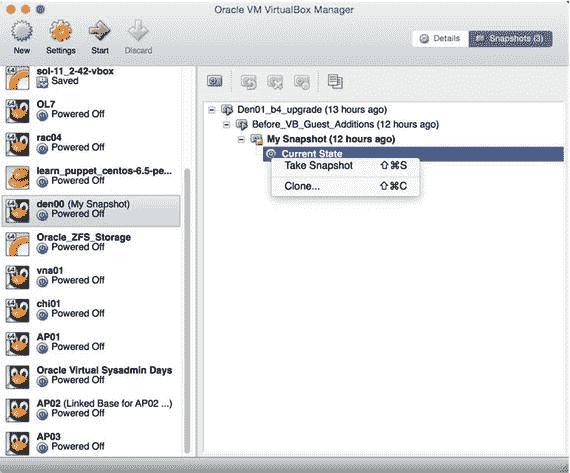 Oracle VM VirtualBox Manager
New
Settings
Start
Discard
Details
Snapshots (3)
sol-11_2-42-vbox
Saved
OL7
Powered Off
rac04
Powered Off
learn_puppet_centos-6.5-pe...
Powered Off
den00 (My Snapshot)
Powered Off
Oracle_ZFS_Storage
Powered Off
vna01
Powered Off
chi01
Powered Off
AP01
Powered Off
Oracle Virtual Sysadmin Days
Powered Off
AP02 (Linked Base for AP02 ...)
Powered Off
AP03
Powered Off
Den01_b4_upgrade (13 hours ago)
Before_VB_Guest_Additions (12 hours ago)
My Snapshot (12 hours ago)
Current State
Take Snapshot ⇧⌘S
Clone... ⇧⌘C